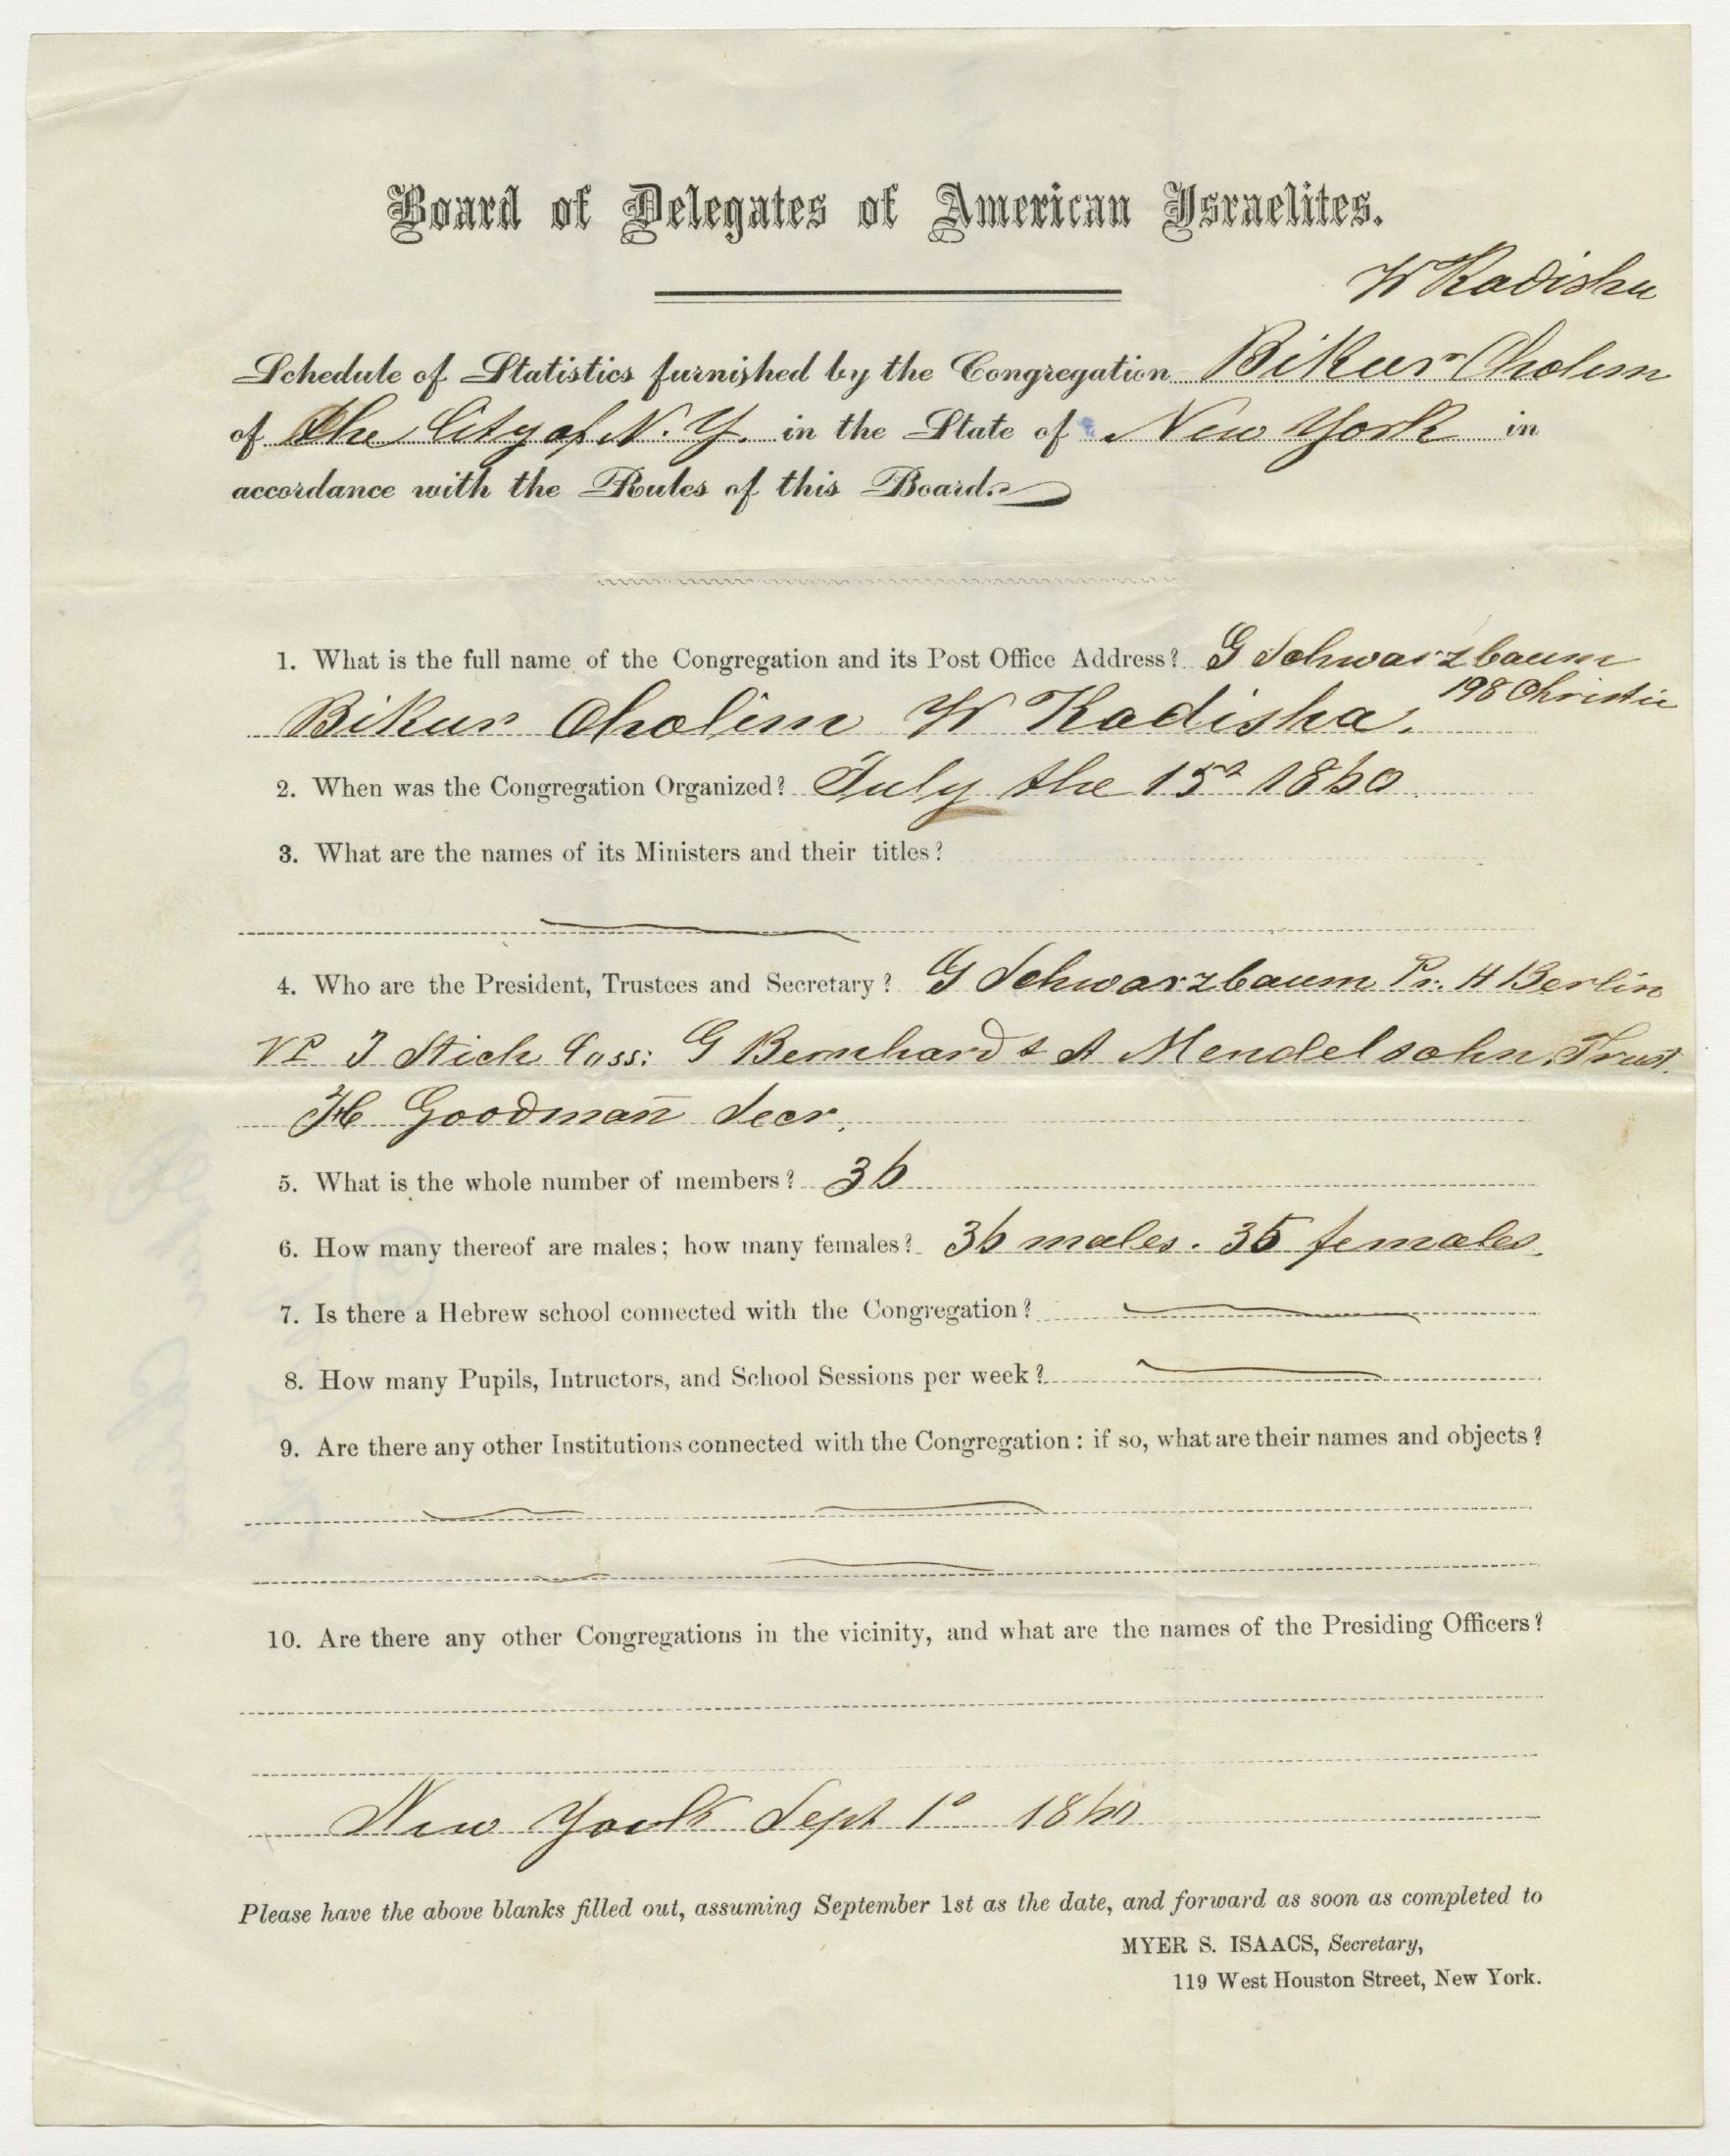 Board of Delegates of American Israelites.
W Kadisha
Schedule of Statistics furnished by the Congregation Bikur Cholem
of The City of N. Y. in the State of New York in
accordance with the Rules of this Board.
1. What is the full name of the Congregation and its Post Office Address? G Schwarzbaum
198 Christie
Bikur Cholim W Kadisha.
2. When was the Congregation Organized? July the 15 1860
3. What are the names of its Ministers and their titles?
4. Who are the President, Trustees and Secretary? G Schwarzbaum Pr: H Berlin
VP I Stich Cass: G Bernhard & A Mendelsohn Trust.
H Goodman Secr.
5. What is the whole number of members? 36
6. How many thereof are males; how many females? 36 males. 35 females.
7. Is there a Hebrew school connected with the Congregation?
8. How many Pupils, Intructors, and School Sessions per week?
9. Are there any other Institutions connected with the Congregation: if so, what are their names and objects?
10. Are there any other Congregations in the vicinity, and what are the names of the Presiding Officers?
New York Sept 1º 1860
Please have the above blanks filled out, assuming September 1st as the date, and forward as soon as completed to
MYER S. ISAACS, Secretary,
119 West Houston Street, New York.